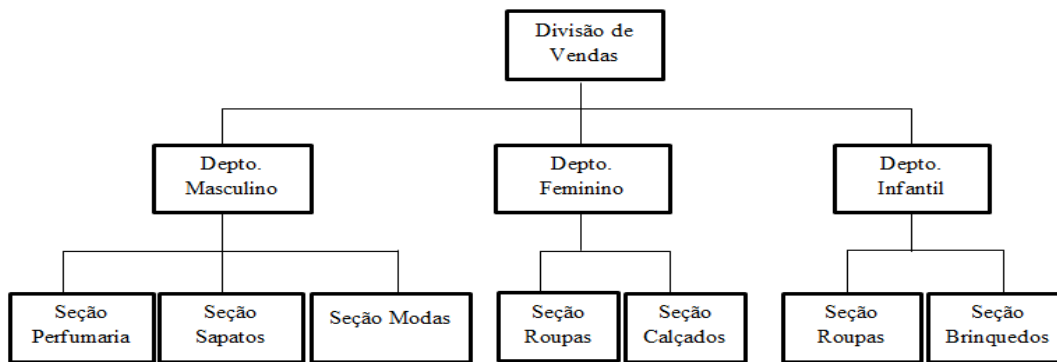 Divisão de
Vendas
Depto.
Masculino
Depto.
Feminino
Depto.
Infantil
Seção
Perfumaria
Seção
Sapatos
Seção Modas
Seção
Roupas
Seção
Calçados
Seção
Roupas
Seção
Brinquedos